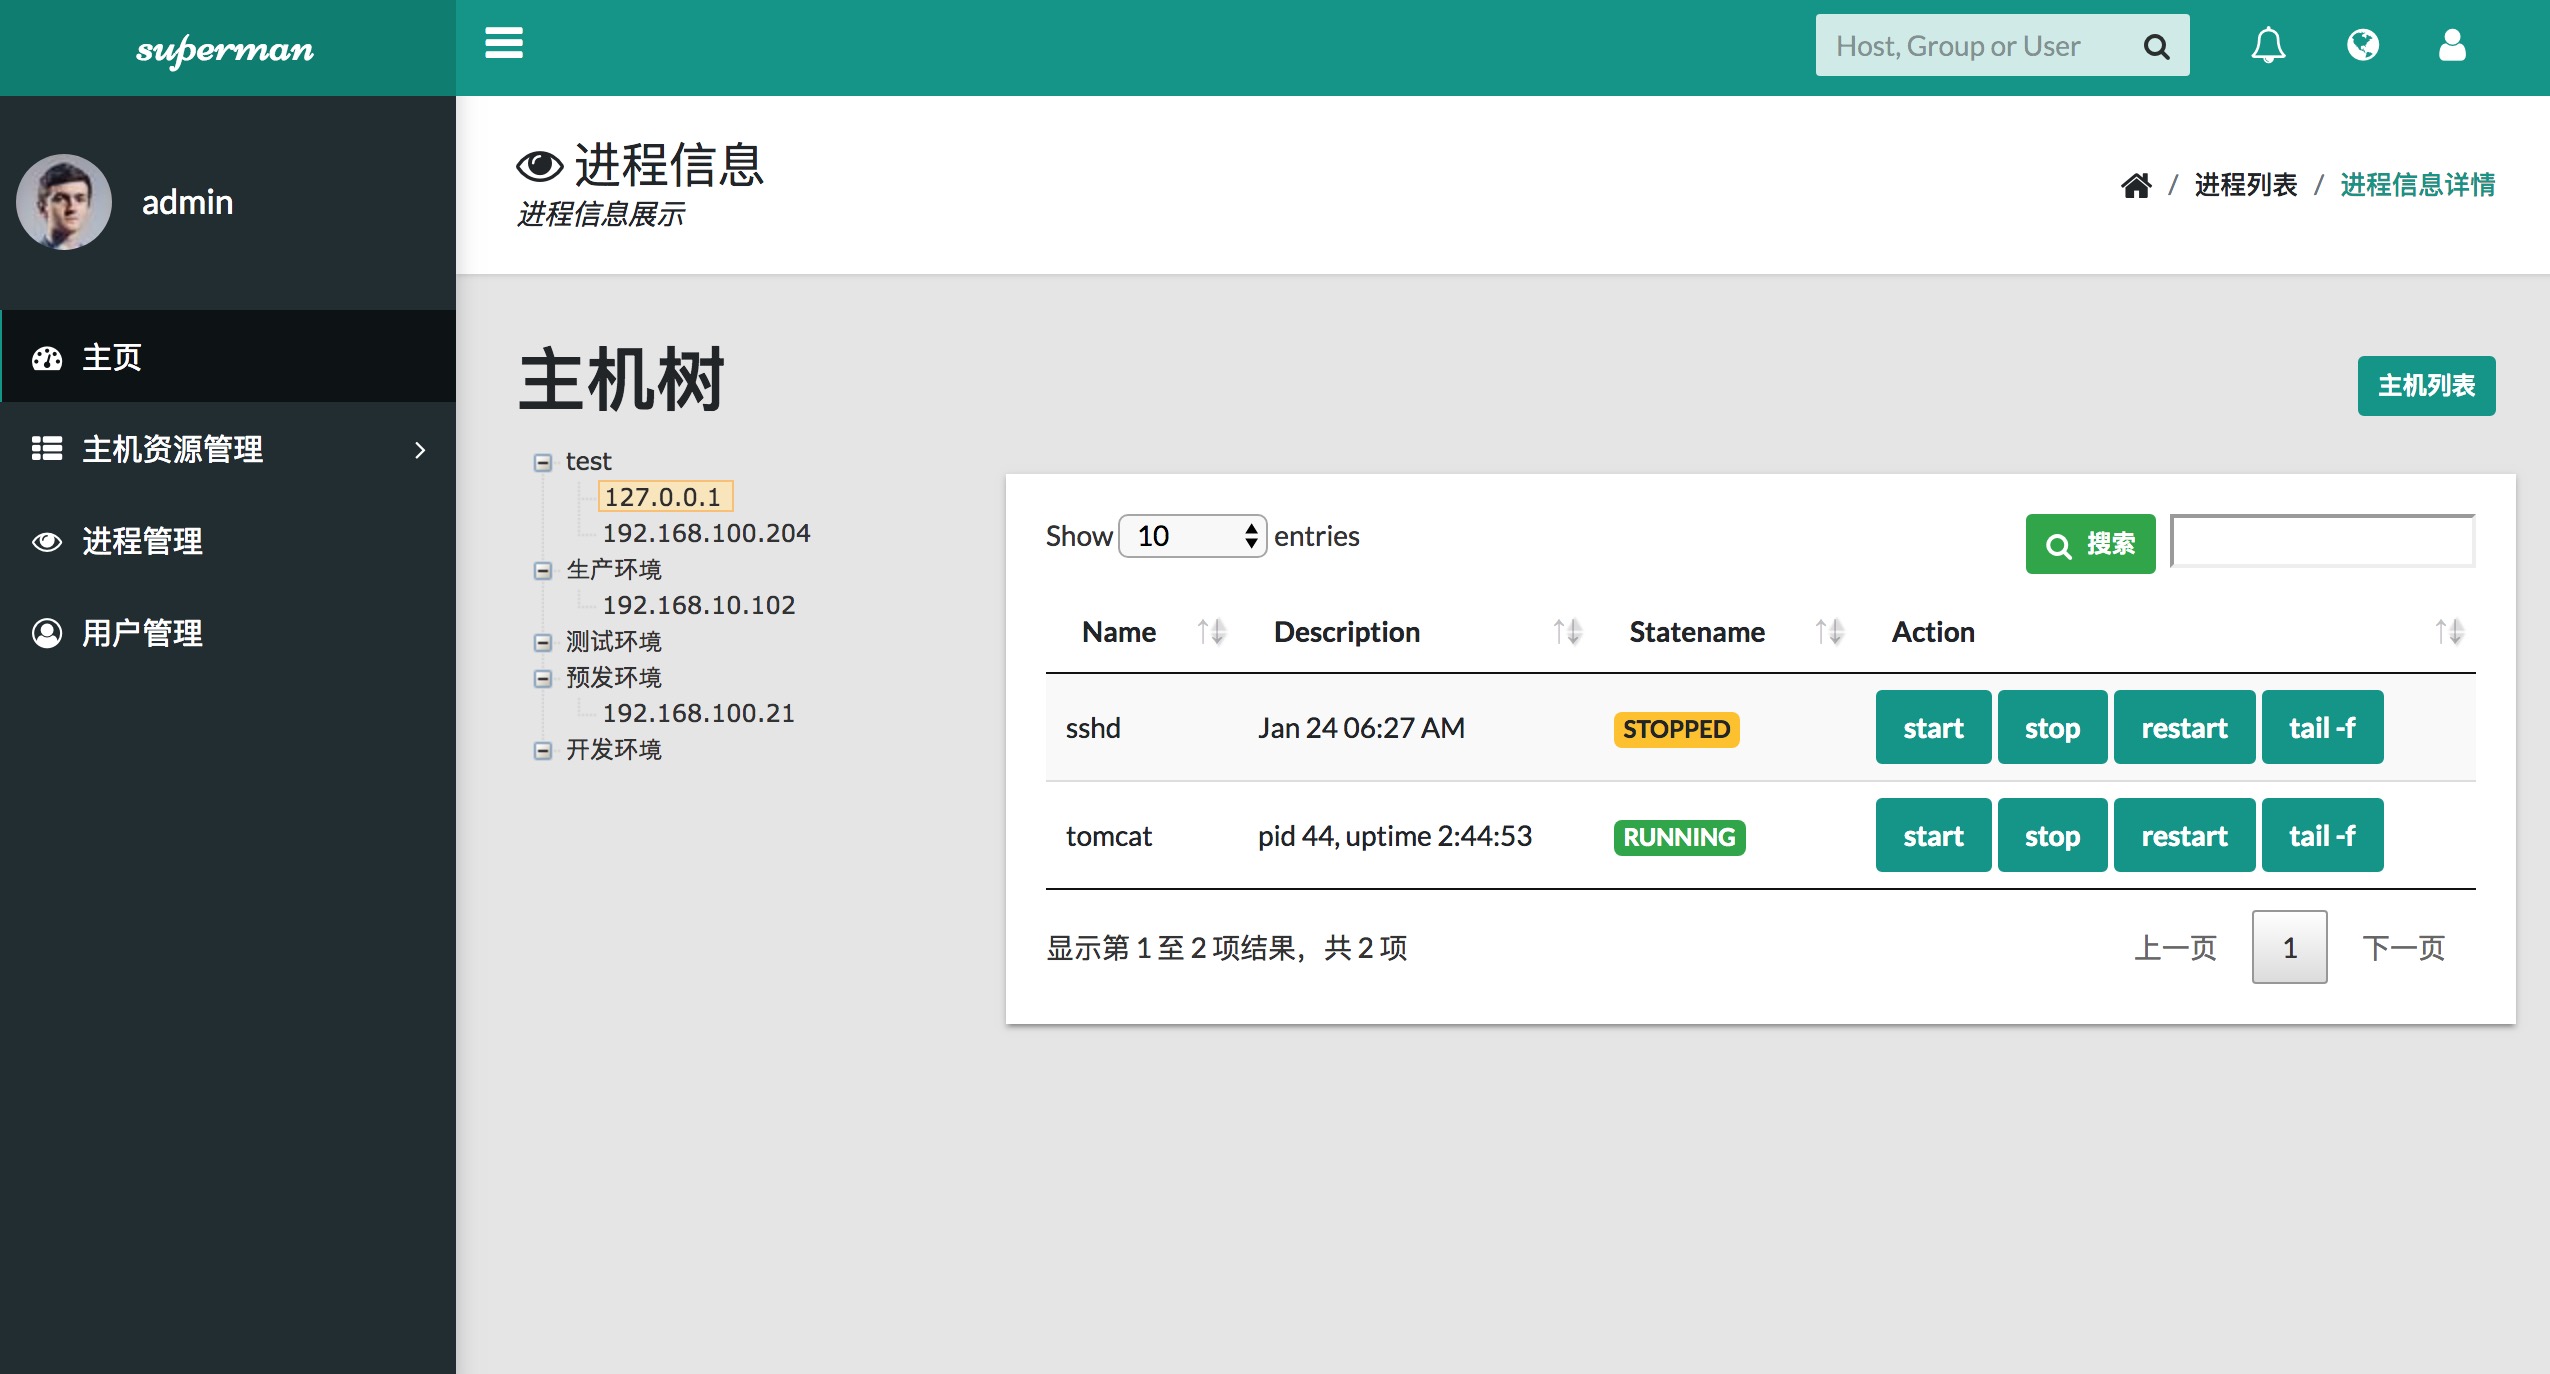 superman
Host, Group or User
admin
主页
主机资源管理
进程管理
用户管理
进程信息
进程信息展示
/ 进程列表 / 进程信息详情
主机树
主机列表
test
127.0.0.1
192.168.100.204
生产环境
192.168.10.102
测试环境
预发环境
192.168.100.21
开发环境
Show 10 entries
搜索
Name Description Statename Action
sshd Jan 24 06:27 AM STOPPED start stop restart tail -f
tomcat pid 44, uptime 2:44:53 RUNNING start stop restart tail -f
显示第 1 至 2 项结果，共 2 项
上一页 1 下一页